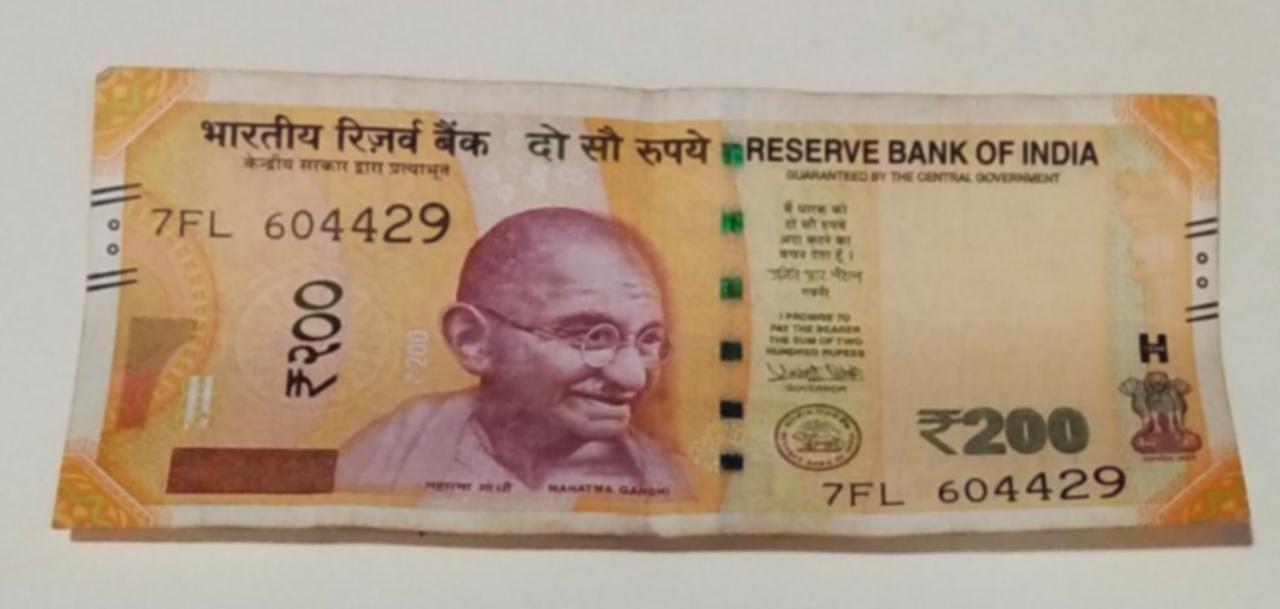 भारतीय रिज़र्व बैंक दो सौ रुपये RESERVE BANK OF INDIA
केन्द्रीय सरकार द्वारा प्रत्याभूत
GUARANTEED BY THE CENTRAL GOVERNMENT
7FL 604429
₹२००
₹200
मैं धारक को
दो सौ रुपये
अदा करने का
वचन देता हूँ ।
गवर्नर
I PROMISE TO
PAY THE BEARER
THE SUM OF TWO
HUNDRED RUPEES
GOVERNOR
H
₹200
7FL 604429
महात्मा गांधी MAHATMA GANDHI